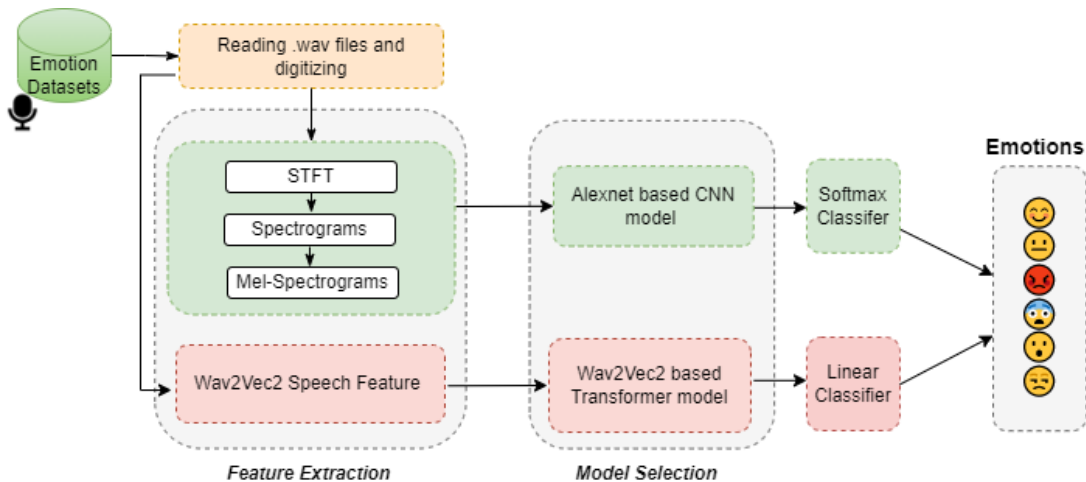 Emotion
Datasets
Reading .wav files and
digitizing
STFT
Spectrograms
Mel-Spectrograms
Wav2Vec2 Speech Feature
Feature Extraction
Alexnet based CNN
model
Wav2Vec2 based
Transformer model
Model Selection
Softmax
Classifer
Linear
Classifier
Emotions